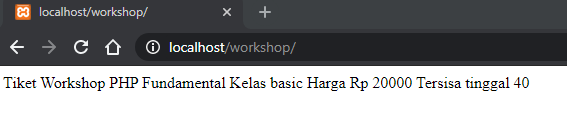 localhost/workshop/
localhost/workshop/
Tiket Workshop PHP Fundamental Kelas basic Harga Rp 20000 Tersisa tinggal 40